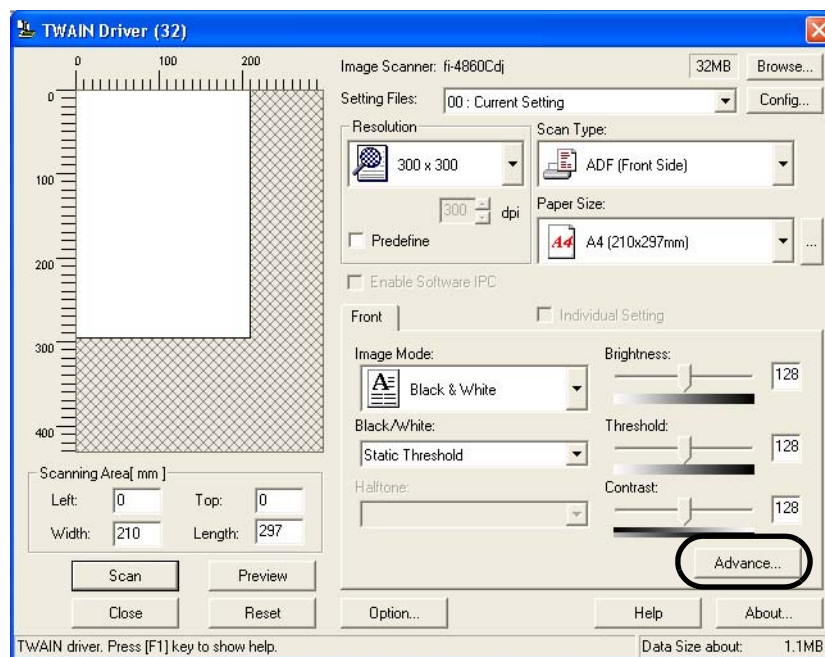 TWAIN Driver (32)
0 100 200
0
100
200
300
400
Image Scanner: fi-4860Cdj 32MB Browse...
Setting Files: 00 : Current Setting Config...
Resolution
300 x 300
300 dpi
Predefine
Scan Type:
ADF (Front Side)
Paper Size:
A4 A4 (210x297mm) ...
Enable Software IPC
Front Individual Setting
Image Mode:
A Black & White
Black/White:
Static Threshold
Halftone:
Brightness:
128
Threshold:
128
Contrast:
128
Advance...
Scanning Area[ mm ]
Left: 0 Top: 0
Width: 210 Length: 297
Scan Preview
Close Reset
Option... Help About...
TWAIN driver. Press [F1] key to show help. Data Size about: 1.1MB